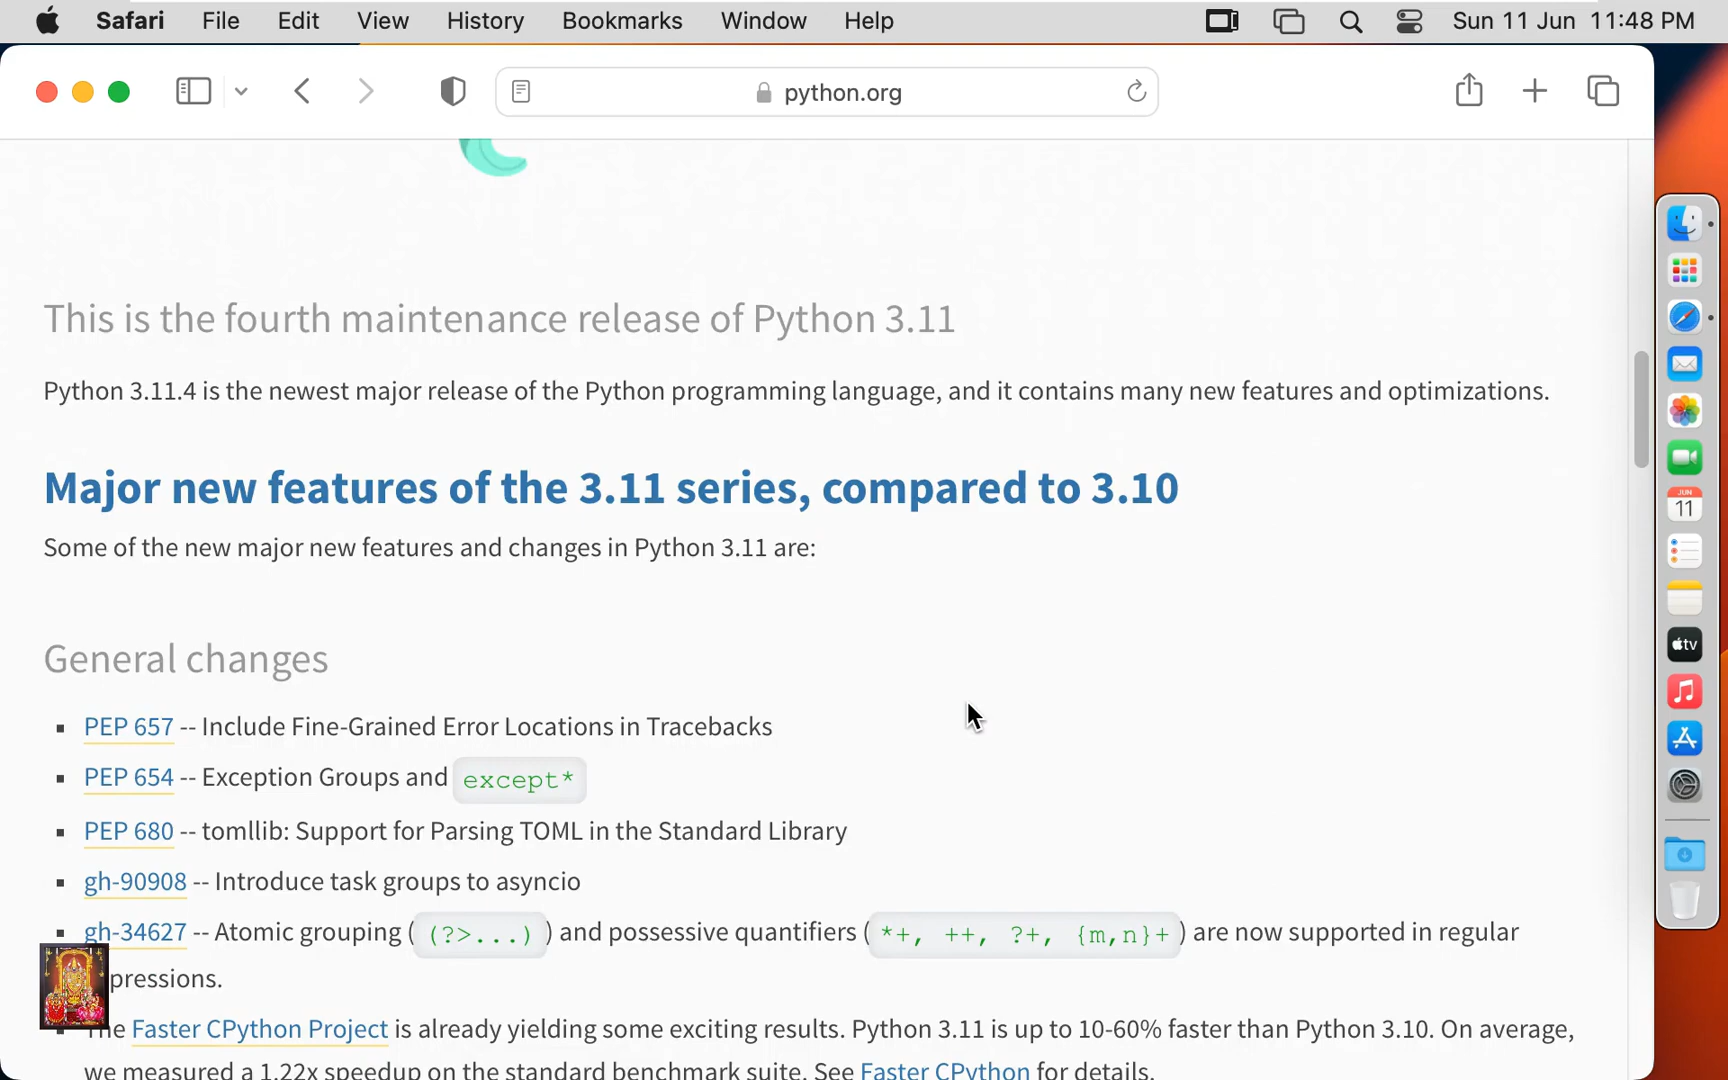 Safari File Edit View History Bookmarks Window Help Sun 11 Jun 11:48 PM
python.org
This is the fourth maintenance release of Python 3.11
Python 3.11.4 is the newest major release of the Python programming language, and it contains many new features and optimizations.
Major new features of the 3.11 series, compared to 3.10
Some of the new major new features and changes in Python 3.11 are:
General changes
PEP 657 -- Include Fine-Grained Error Locations in Tracebacks
PEP 654 -- Exception Groups and except*
PEP 680 -- tomllib: Support for Parsing TOML in the Standard Library
gh-90908 -- Introduce task groups to asyncio
gh-34627 -- Atomic grouping ( (?>...) ) and possessive quantifiers ( *+, ++, ?+, {m,n}+ ) are now supported in regular
pressions.
he Faster CPython Project is already yielding some exciting results. Python 3.11 is up to 10-60% faster than Python 3.10. On average,
we measured a 1.22x speedup on the standard benchmark suite. See Faster CPython for details.
JUN
11
tv